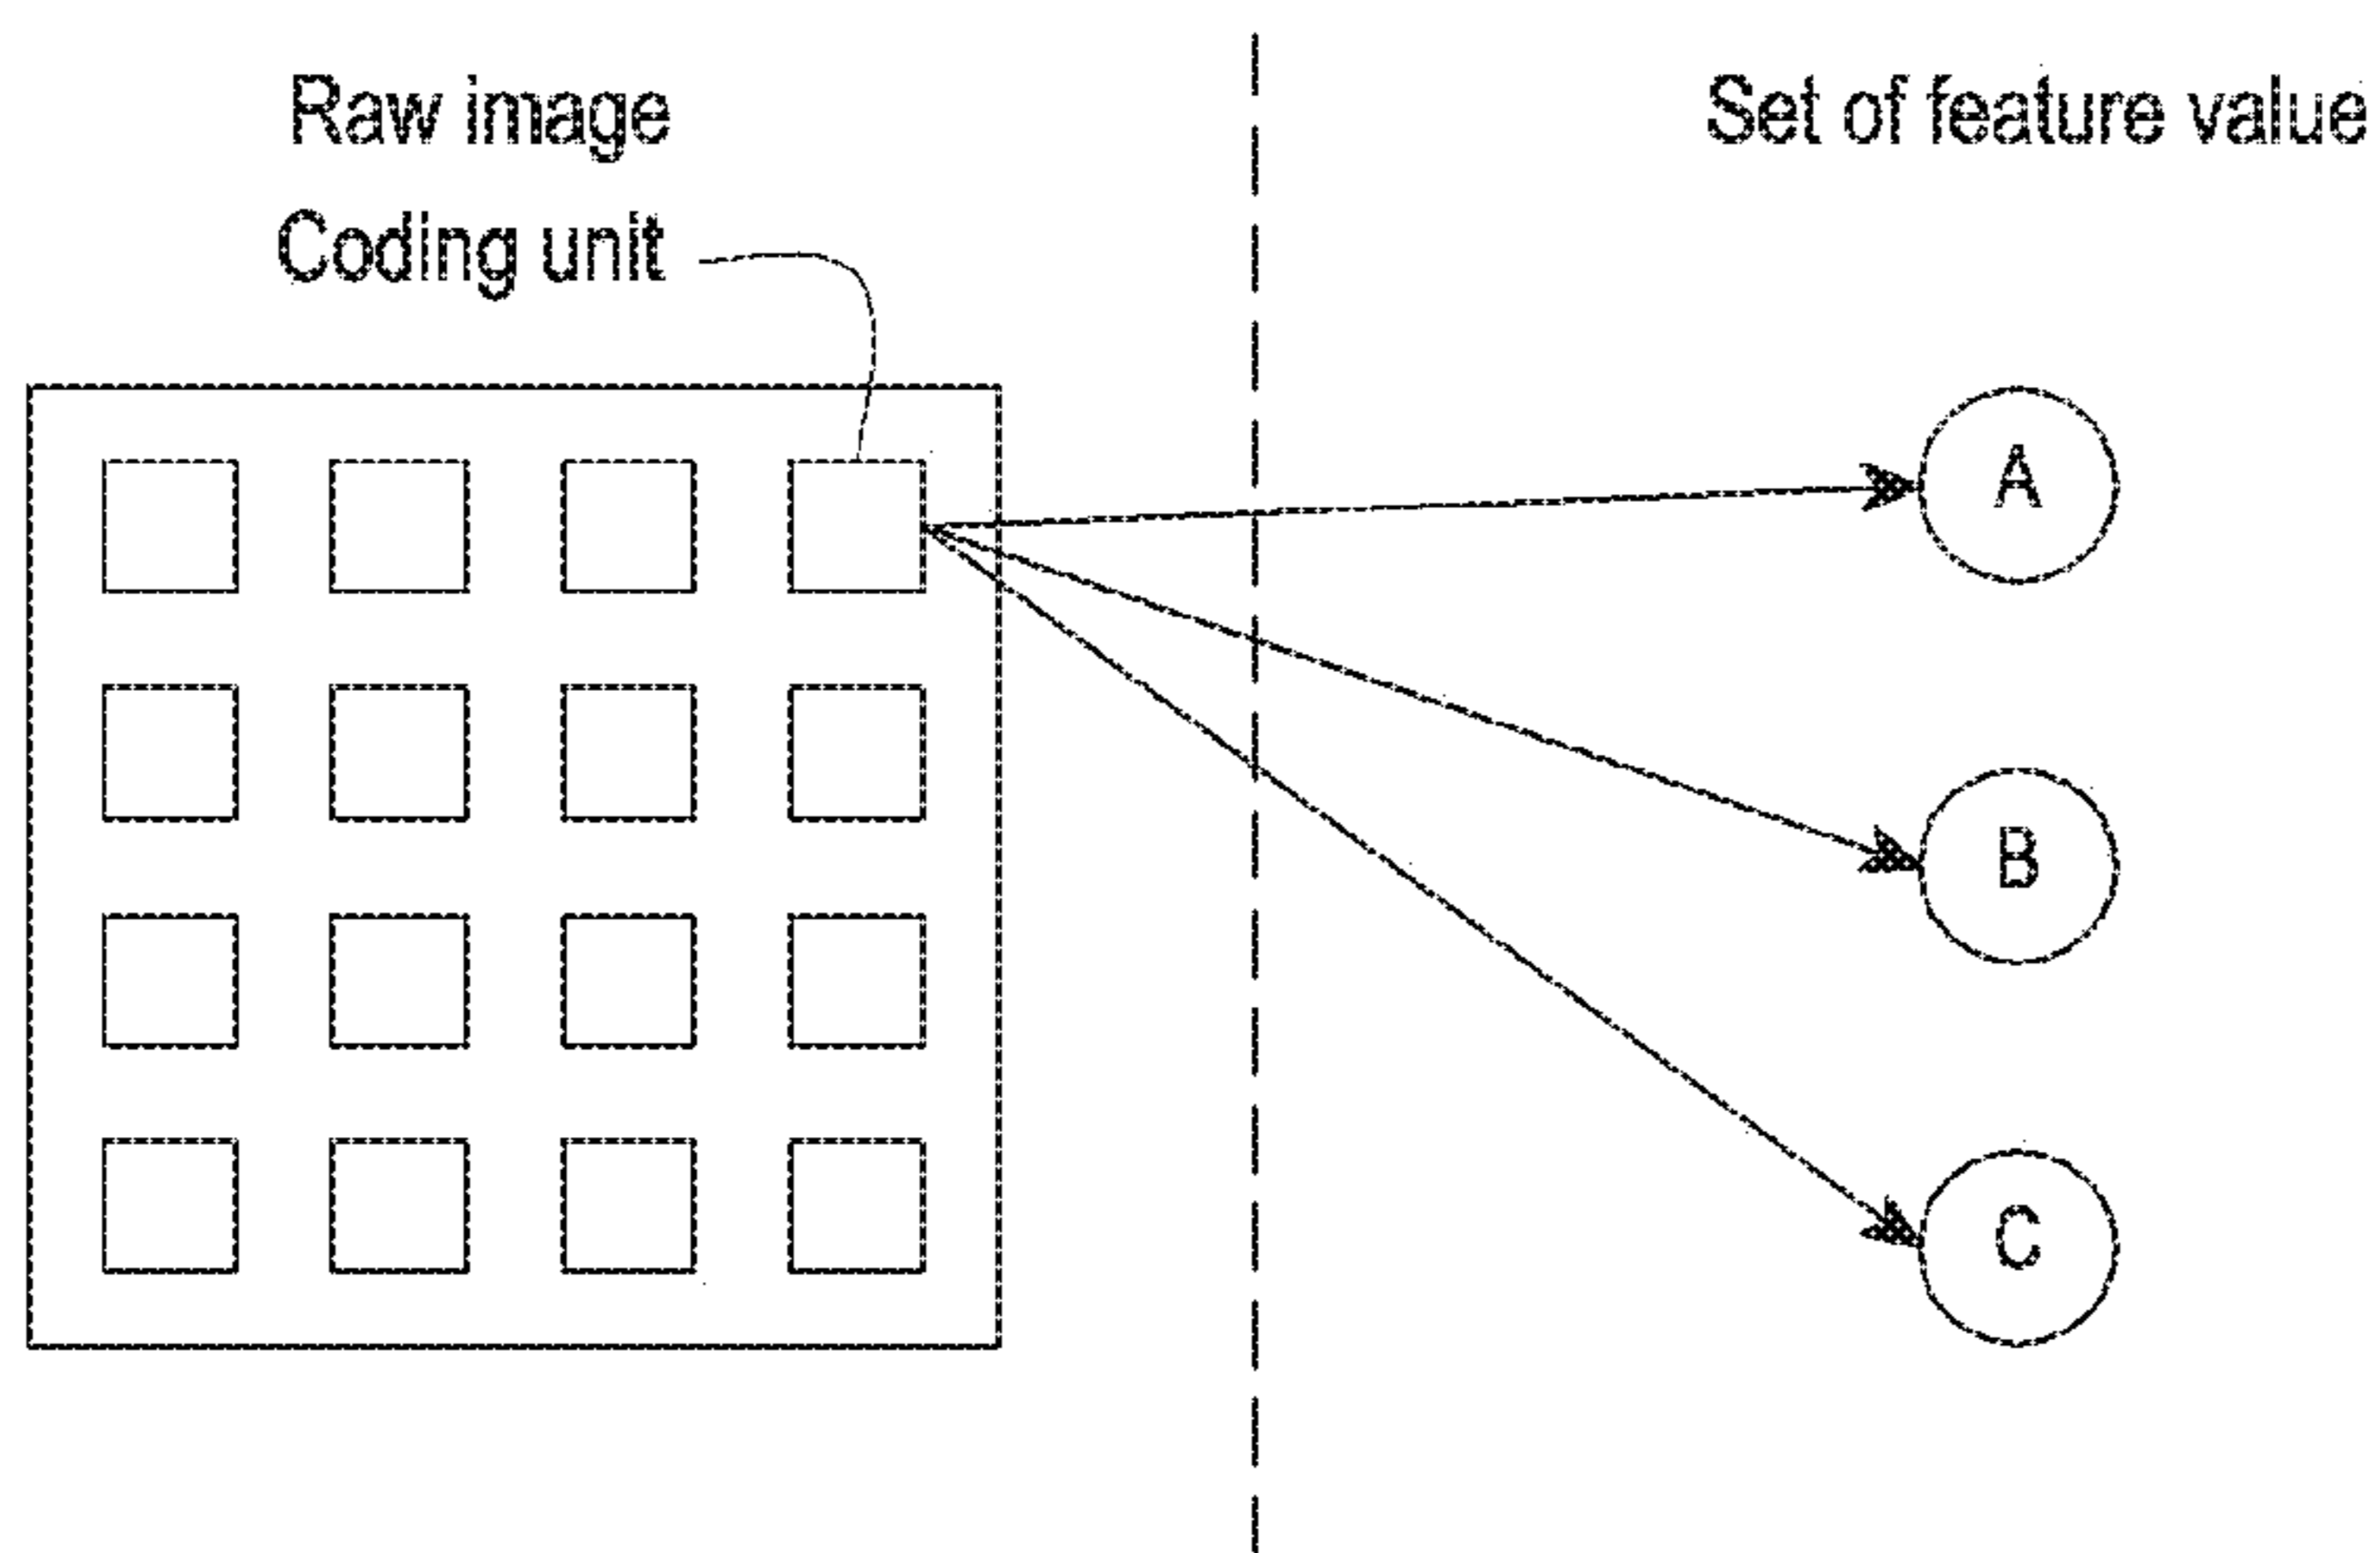 Raw image
Coding unit
Set of feature value
A
B
C